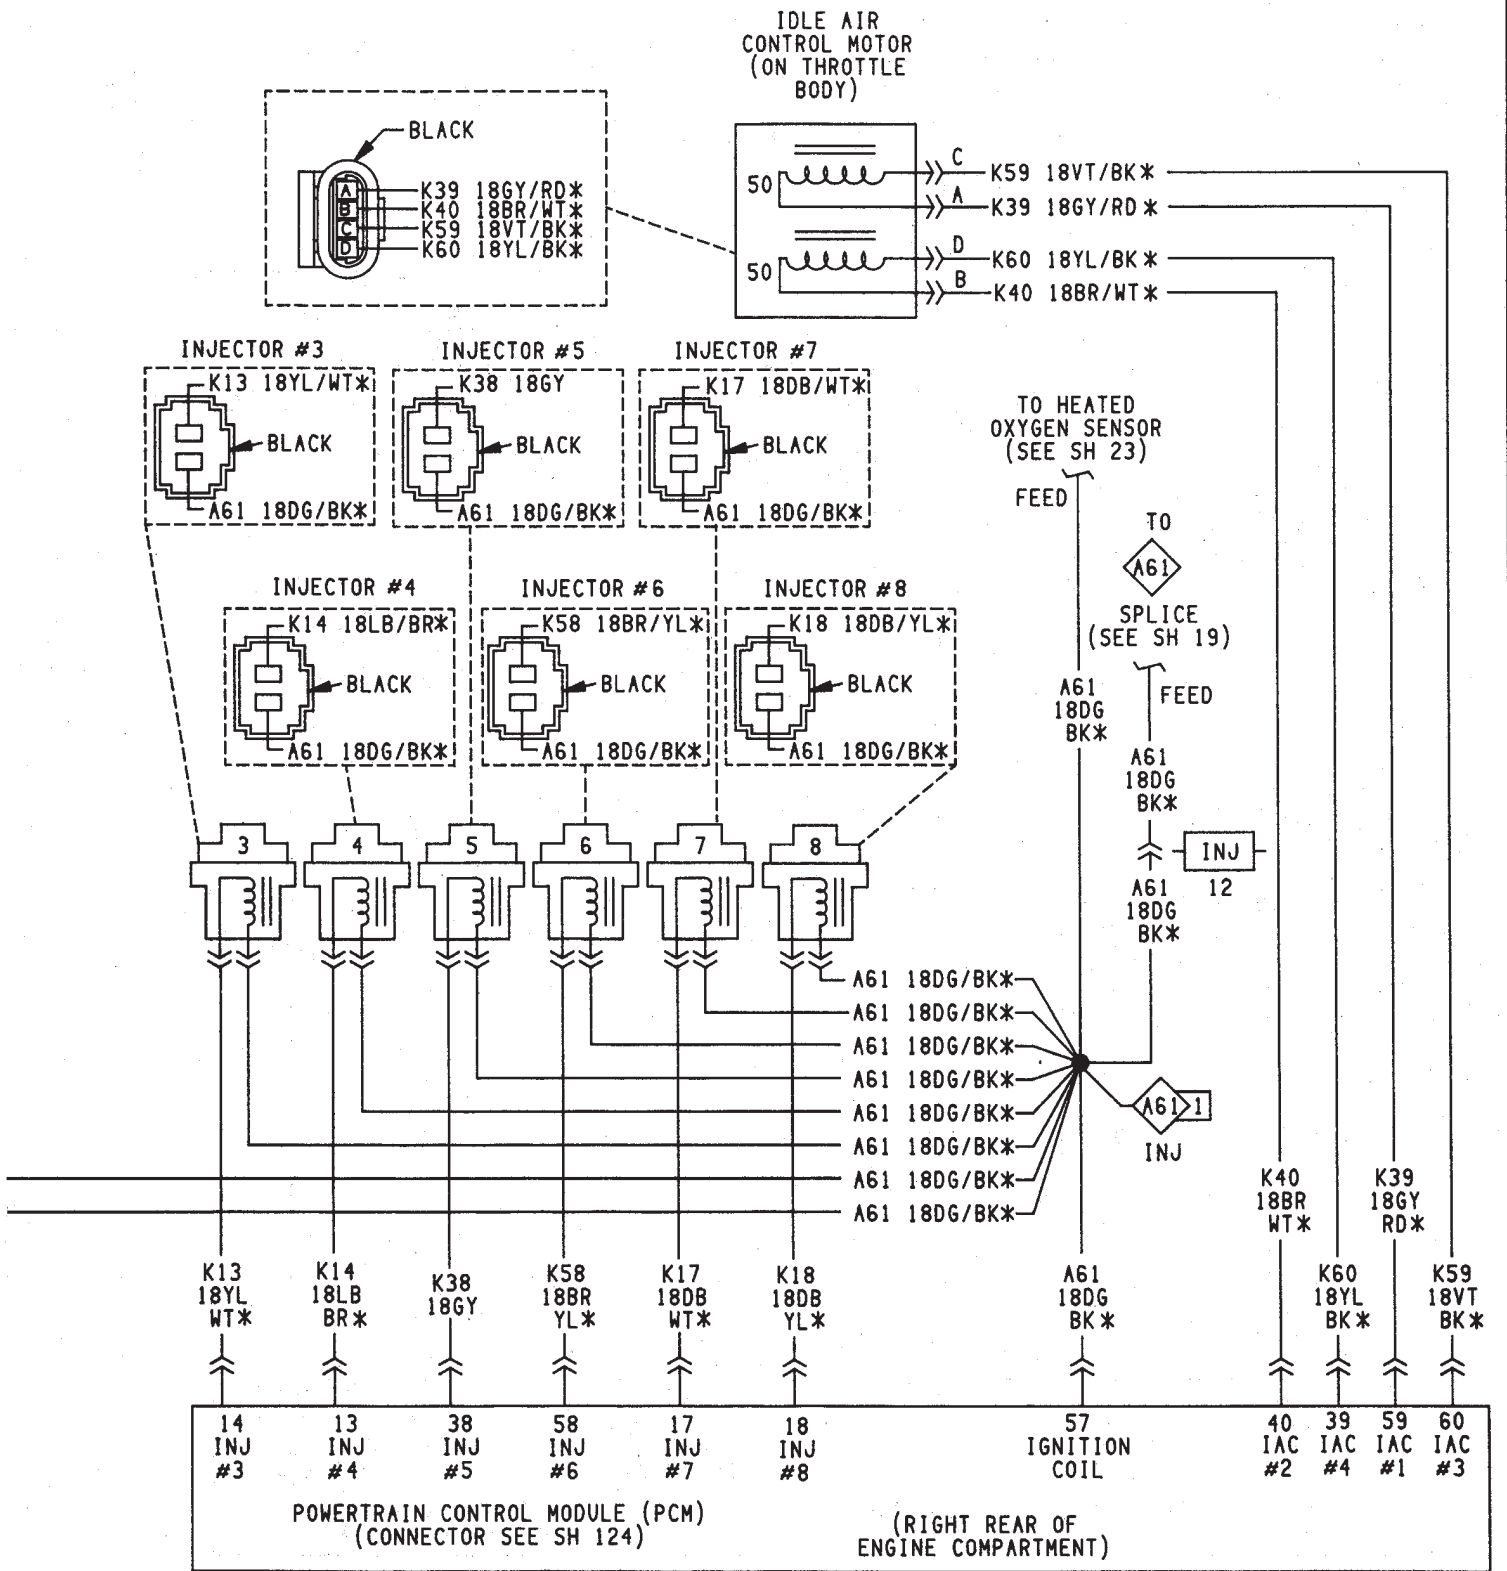 IDLE AIR
CONTROL MOTOR
(ON THROTTLE
BODY)
BLACK
A K39 18GY/RD*
B K40 18BR/WT*
C K59 18VT/BK*
D K60 18YL/BK*
50
C K59 18VT/BK*
A K39 18GY/RD*
50
D K60 18YL/BK*
B K40 18BR/WT*
INJECTOR #3
K13 18YL/WT*
BLACK
A61 18DG/BK*
INJECTOR #5
K38 18GY
BLACK
A61 18DG/BK*
INJECTOR #7
K17 18DB/WT*
BLACK
A61 18DG/BK*
TO HEATED
OXYGEN SENSOR
(SEE SH 23)
FEED
TO
A61
SPLICE
(SEE SH 19)
FEED
INJECTOR #4
K14 18LB/BR*
BLACK
A61 18DG/BK*
INJECTOR #6
K58 18BR/YL*
BLACK
A61 18DG/BK*
INJECTOR #8
K18 18DB/YL*
BLACK
A61 18DG/BK*
A61
18DG
BK*
A61
18DG
BK*
INJ
12
A61
18DG
BK*
3 4 5 6 7 8
A61 18DG/BK*
A61 18DG/BK*
A61 18DG/BK*
A61 18DG/BK*
A61 18DG/BK*
A61 18DG/BK*
A61 18DG/BK*
A61 18DG/BK*
A61 1
INJ
K40
18BR
WT*
K39
18GY
RD*
K13
18YL
WT*
K14
18LB
BR*
K38
18GY
K58
18BR
YL*
K17
18DB
WT*
K18
18DB
YL*
A61
18DG
BK*
K60
18YL
BK*
K59
18VT
BK*
14
INJ
#3
13
INJ
#4
38
INJ
#5
58
INJ
#6
17
INJ
#7
18
INJ
#8
57
IGNITION
COIL
40
IAC
#2
39
IAC
#4
59
IAC
#1
60
IAC
#3
POWERTRAIN CONTROL MODULE (PCM)
(CONNECTOR SEE SH 124)
(RIGHT REAR OF
ENGINE COMPARTMENT)